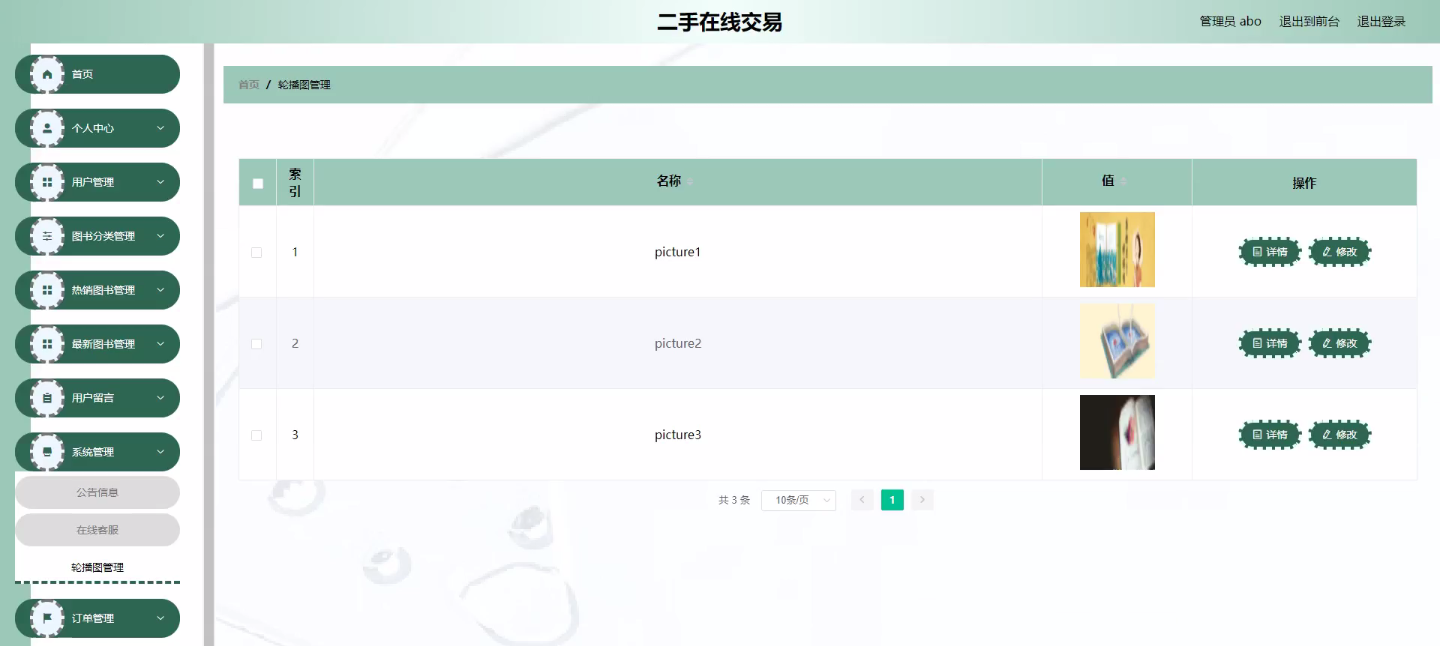 二手在线交易
管理员 abo 退出到前台 退出登录
首页
个人中心
用户管理
图书分类管理
热销图书管理
最新图书管理
用户留言
系统管理
公告信息
在线客服
轮播图管理
订单管理
首页 / 轮播图管理
索引 名称 值 操作
1 picture1 详情 修改
2 picture2 详情 修改
3 picture3 详情 修改
共 3 条 10条/页 1